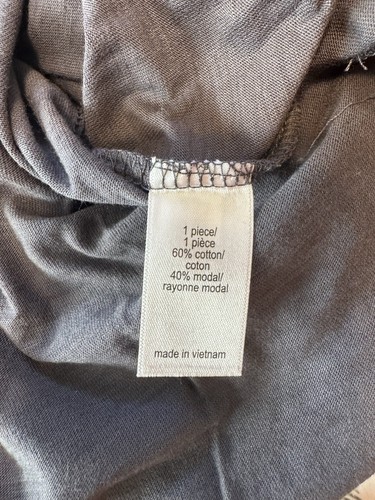 1 piece/
1 pièce
60% cotton/
coton
40% modal/
rayonne modal
made in vietnam